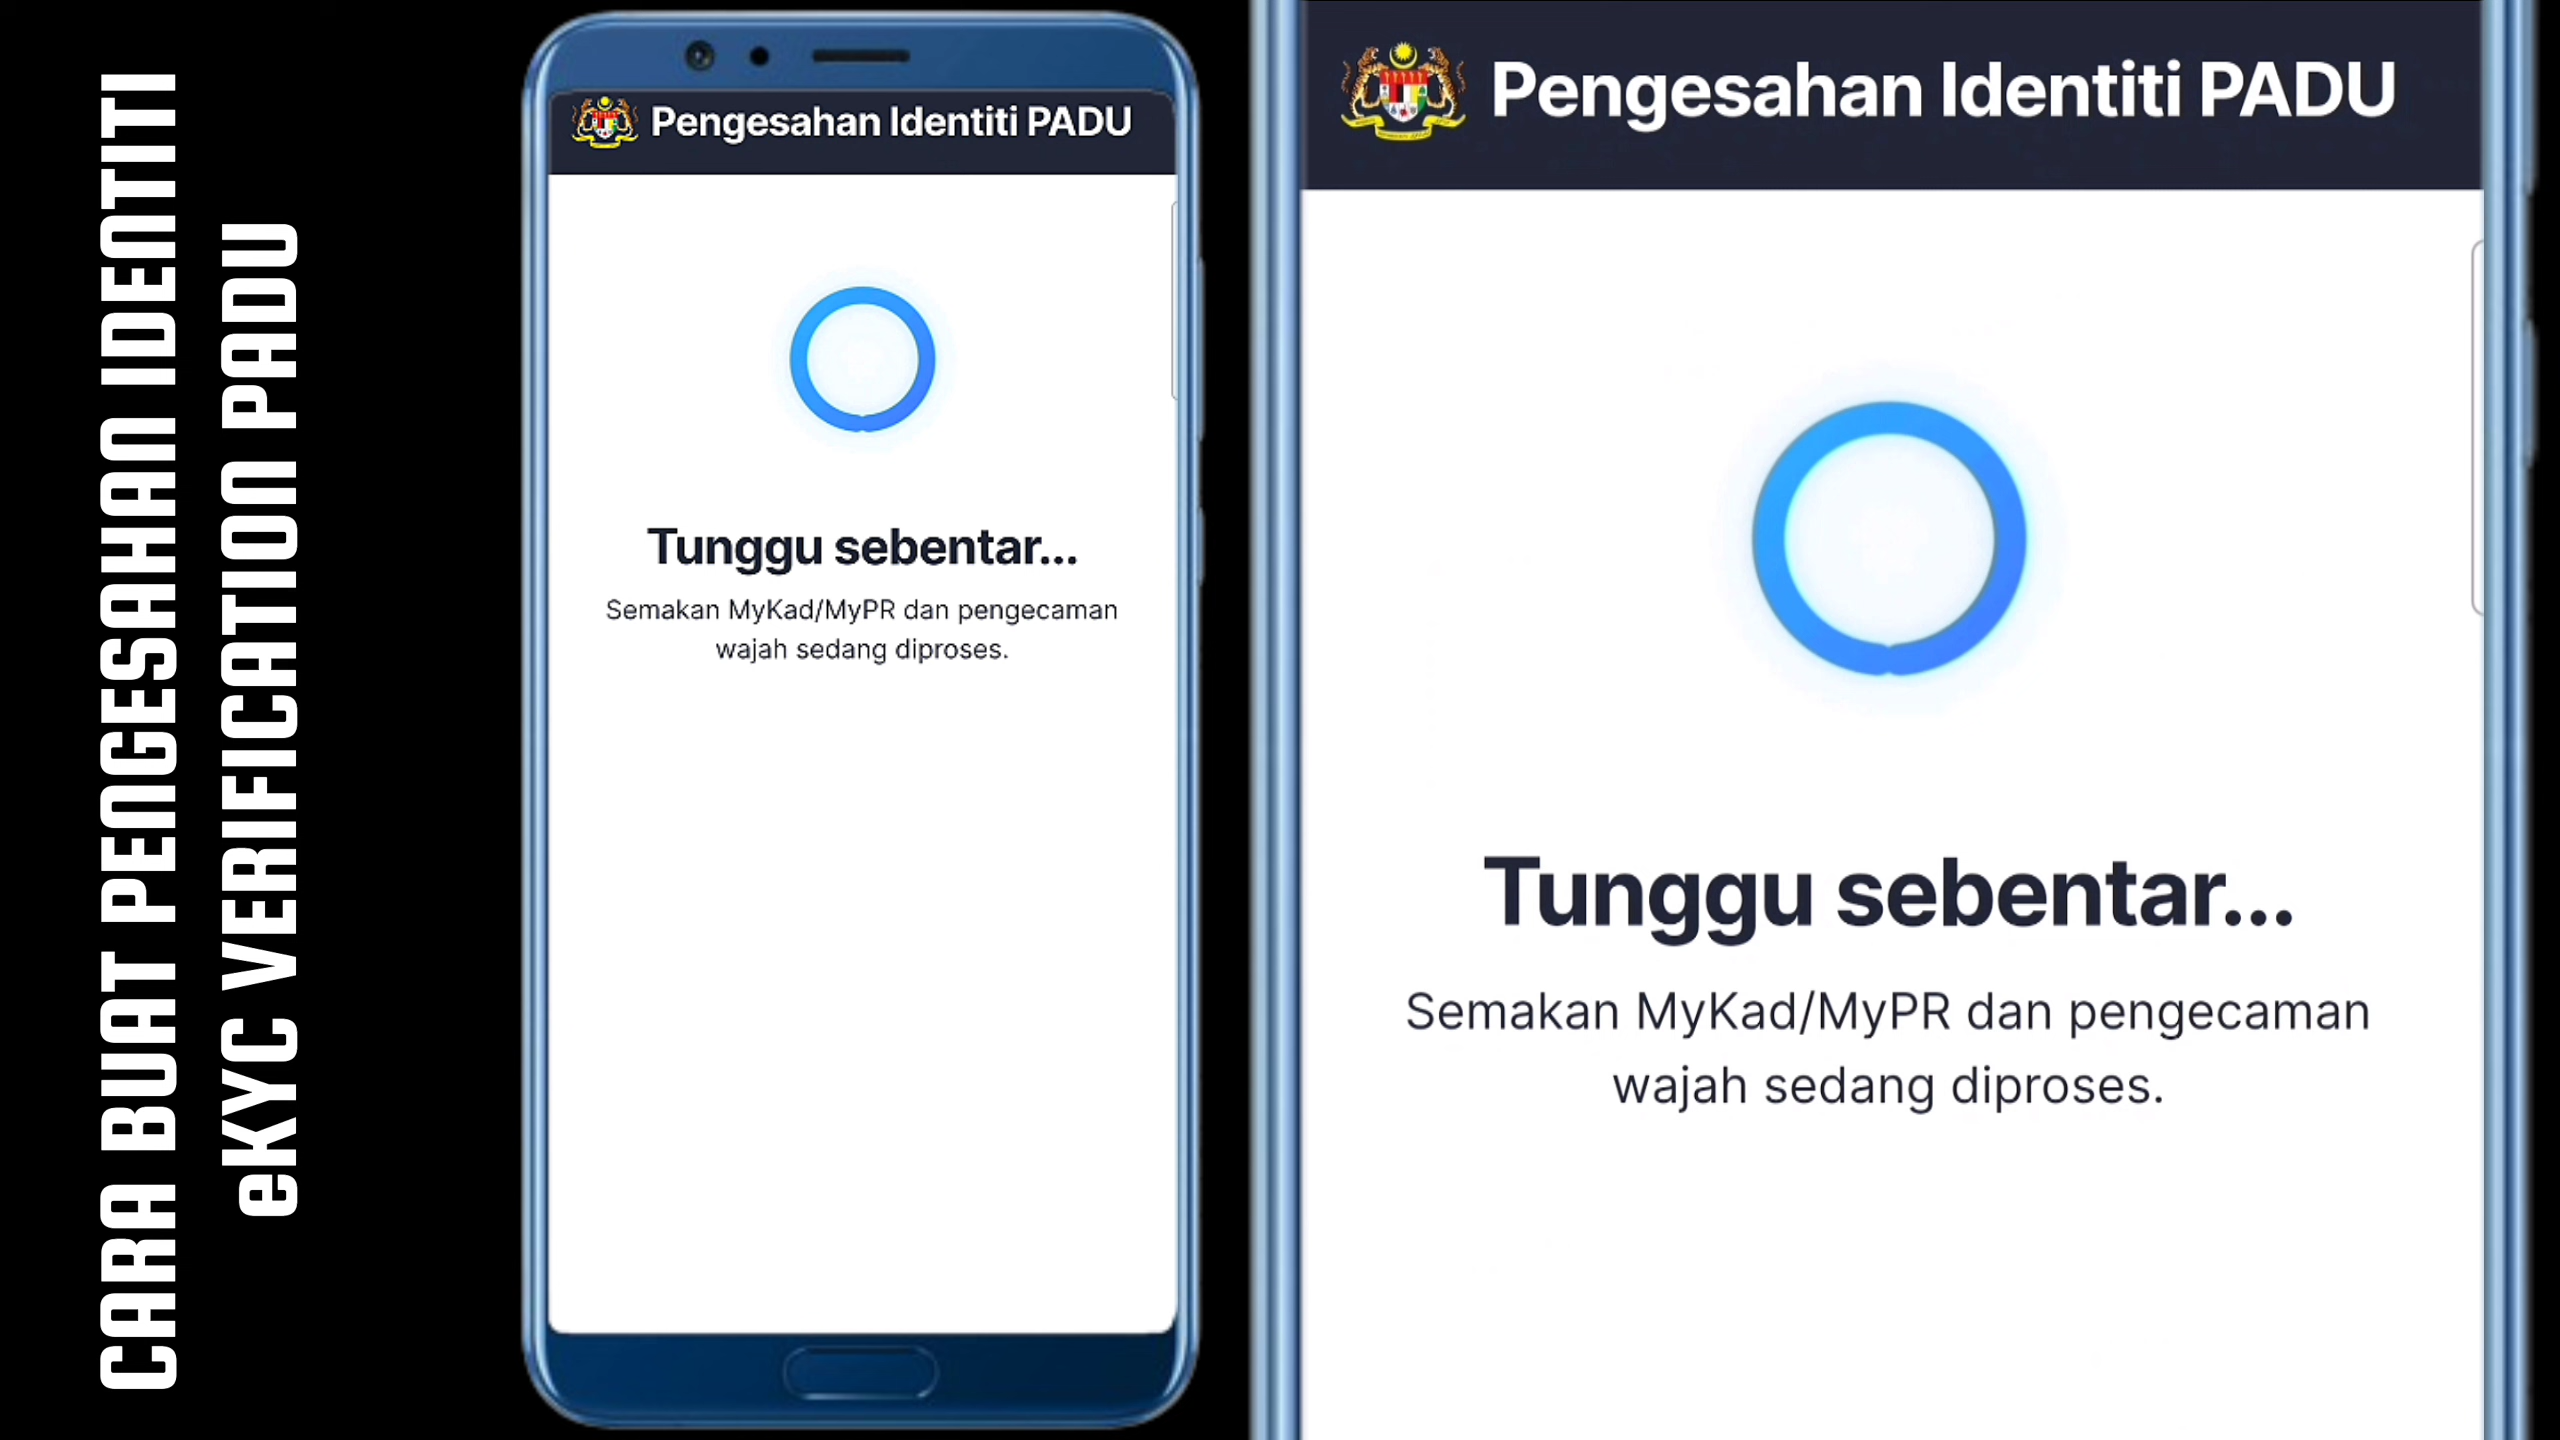 CARA BUAT PENGESAHAN IDENTITI
eKYC VERIFICATION PADU
Pengesahan Identiti PADU
Tunggu sebentar...
Semakan MyKad/MyPR dan pengecaman
wajah sedang diproses.
Pengesahan Identiti PADU
Tunggu sebentar...
Semakan MyKad/MyPR dan pengecaman
wajah sedang diproses.